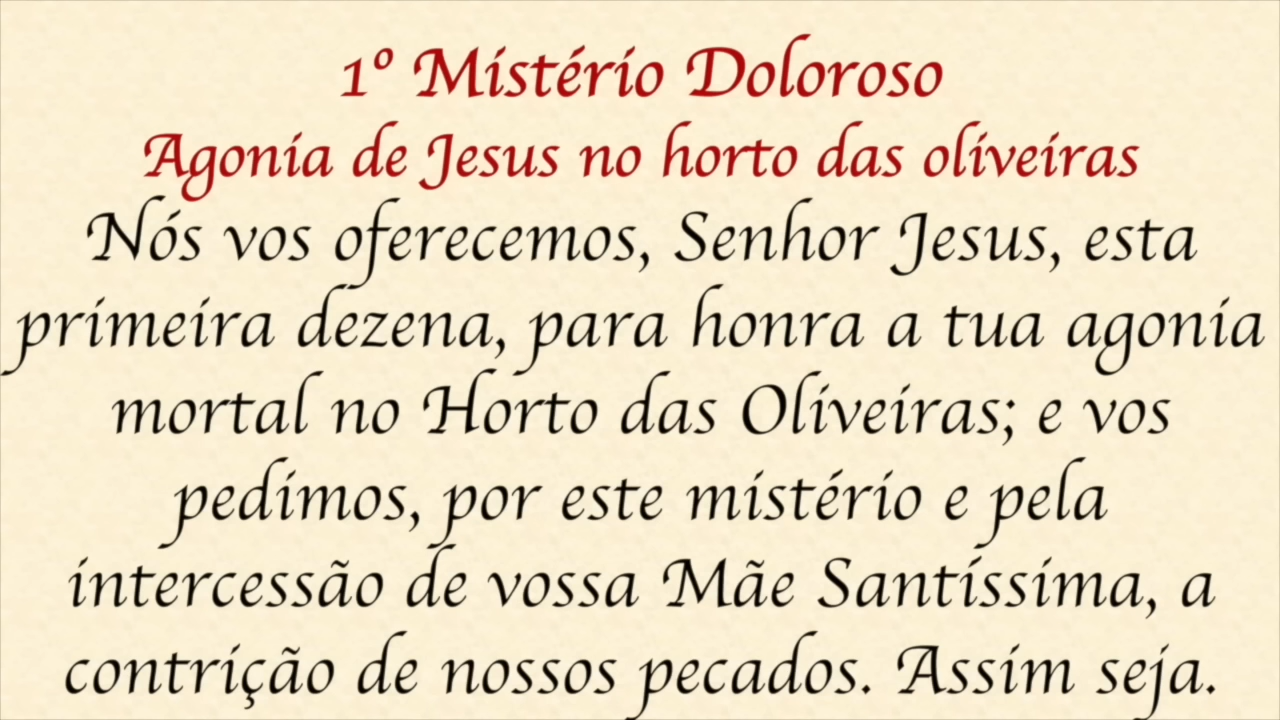 1º Mistério Doloroso
Agonia de Jesus no horto das oliveiras
Nós vos oferecemos, Senhor Jesus, esta
primeira dezena, para honra a tua agonia
mortal no Horto das Oliveiras; e vos
pedimos, por este mistério e pela
intercessão de vossa Mãe Santíssima, a
contrição de nossos pecados. Assim seja.